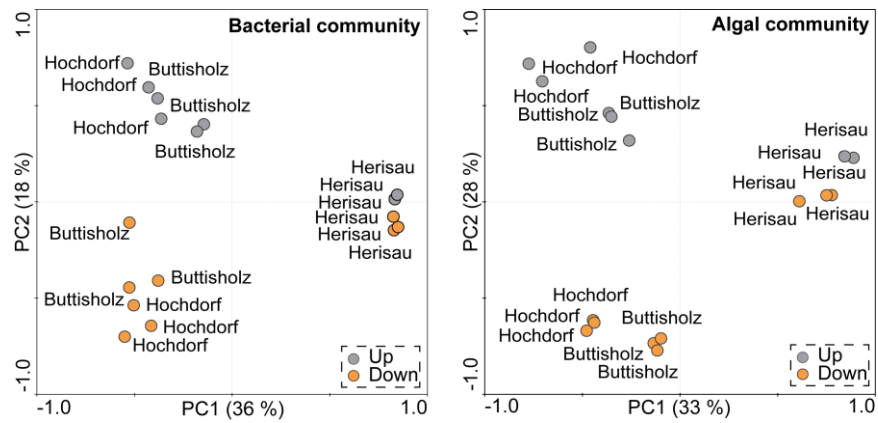 1.0
Bacterial community
Hochdorf
Buttisholz
Hochdorf
Buttisholz
Hochdorf
Buttisholz
Herisau
Herisau
Herisau
Herisau
Herisau
Herisau
Buttisholz
Buttisholz
Buttisholz
Hochdorf
Hochdorf
Hochdorf
Up
Down
PC2 (18 %)
-1.0
-1.0
PC1 (36 %)
1.0
1.0
Algal community
Hochdorf
Hochdorf
Hochdorf
Buttisholz
Buttisholz
Buttisholz
Herisau
Herisau
Herisau
Herisau
Herisau
Herisau
Hochdorf
Hochdorf
Hochdorf
Buttisholz
Buttisholz
Buttisholz
Up
Down
PC2 (28 %)
-1.0
-1.0
PC1 (33 %)
1.0